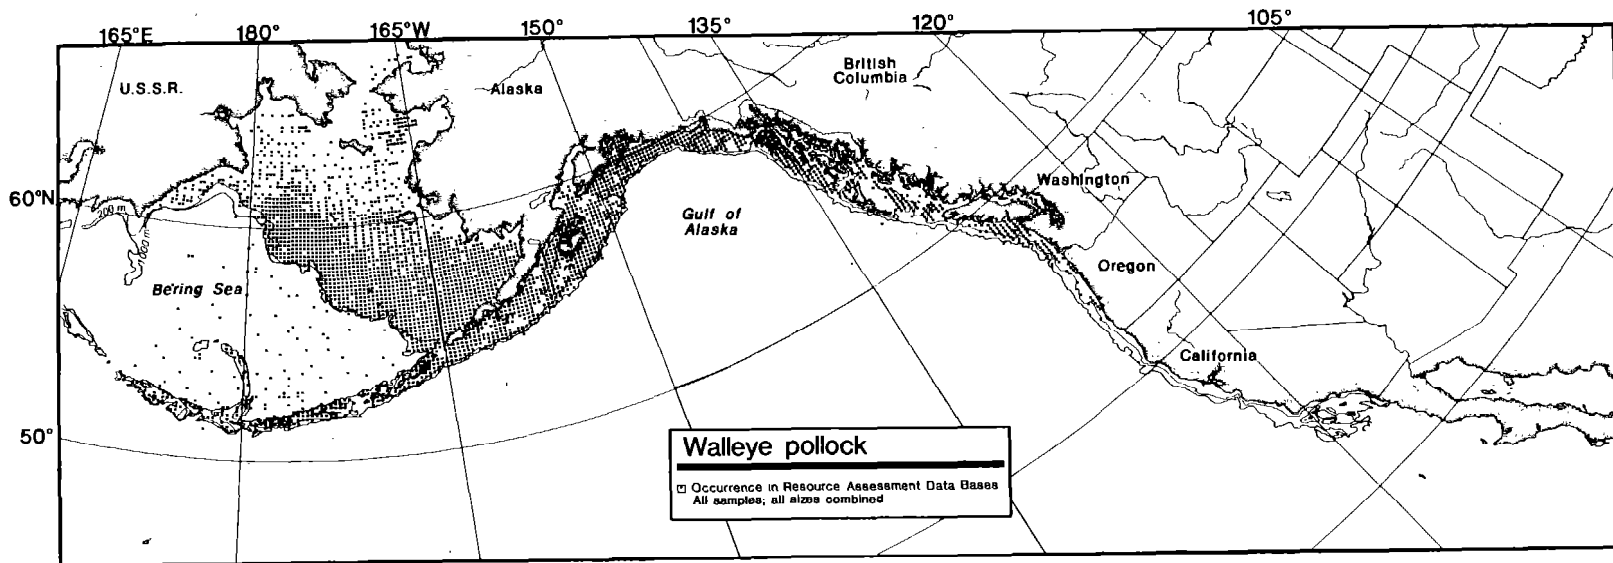 165°E 180° 165°W 150° 135° 120° 105°
U.S.S.R.
Alaska
British
Columbia
60°N
200 m
Washington
Gulf of
Alaska
Oregon
Bering Sea
California
50°
Walleye pollock
Occurrence in Resource Assessment Data Bases
All samples; all sizes combined